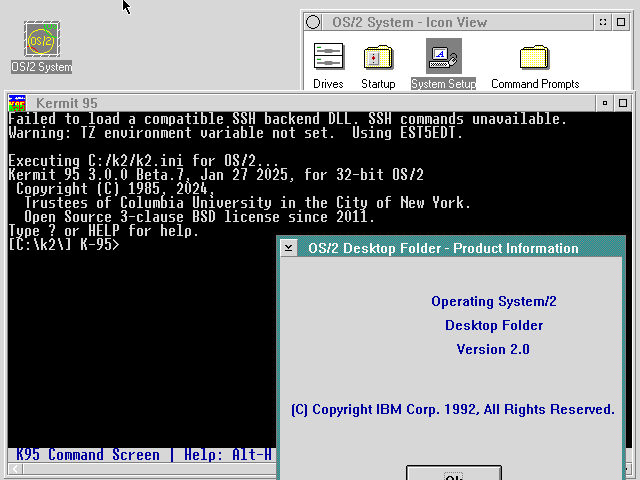 OS/2 System
OS/2 System - Icon View
Drives
Startup
System Setup
Command Prompts
Kermit 95
Failed to load a compatible SSH backend DLL. SSH commands unavailable.
Warning: TZ environment variable not set.  Using EST5EDT.
Executing C:/k2/k2.ini for OS/2...
Kermit 95 3.0.0 Beta.7, Jan 27 2025, for 32-bit OS/2
Copyright (C) 1985, 2024,
Trustees of Columbia University in the City of New York.
Open Source 3-clause BSD license since 2011.
Type ? or HELP for help.
[C:\k2\] K-95>
K95 Command Screen | Help: Alt-H
OS/2 Desktop Folder - Product Information
Operating System/2
Desktop Folder
Version 2.0
(C) Copyright IBM Corp. 1992, All Rights Reserved.
Ok